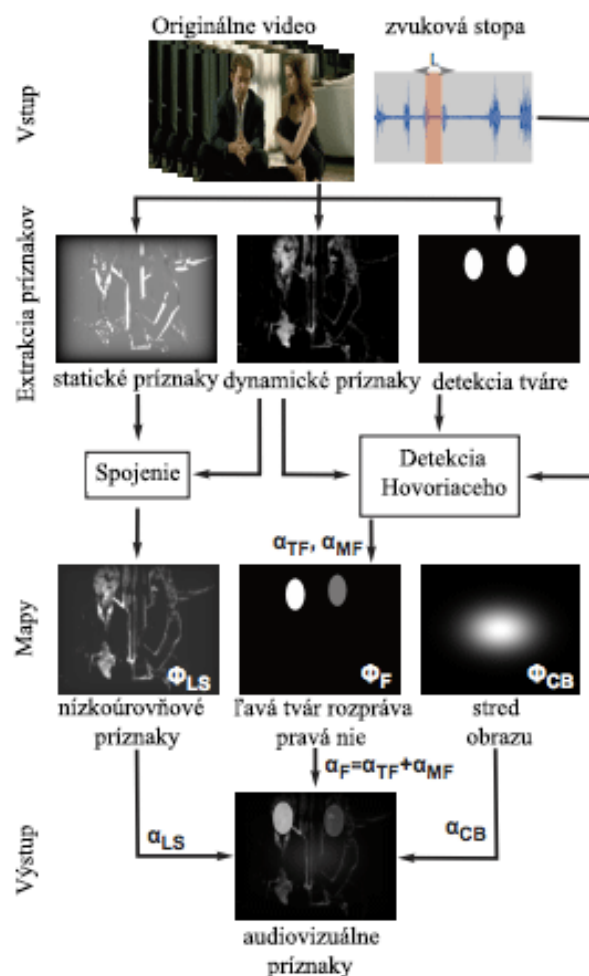 Originálne video
zvuková stopa
L
Vstup
Extrakcia príznakov
statické príznaky
dynamické príznaky
detekcia tváre
Spojenie
Detekcia
Hovoriaceho
αTF, αMF
Mapy
ΦLS
ΦF
ΦCB
nízkoúrovňové
príznaky
ľavá tvár rozpráva
pravá nie
stred
obrazu
αF=αTF+αMF
αLS
αCB
Výstup
audiovizuálne
príznaky